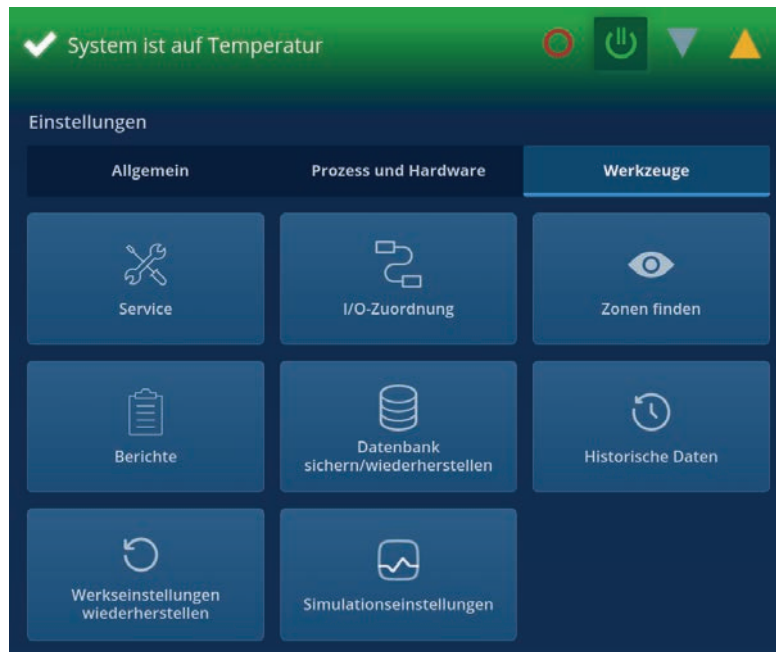 System ist auf Temperatur
Einstellungen
Allgemein
Prozess und Hardware
Werkzeuge
Service
I/O-Zuordnung
Zonen finden
Berichte
Datenbank
sichern/wiederherstellen
Historische Daten
Werkseinstellungen
wiederherstellen
Simulationseinstellungen